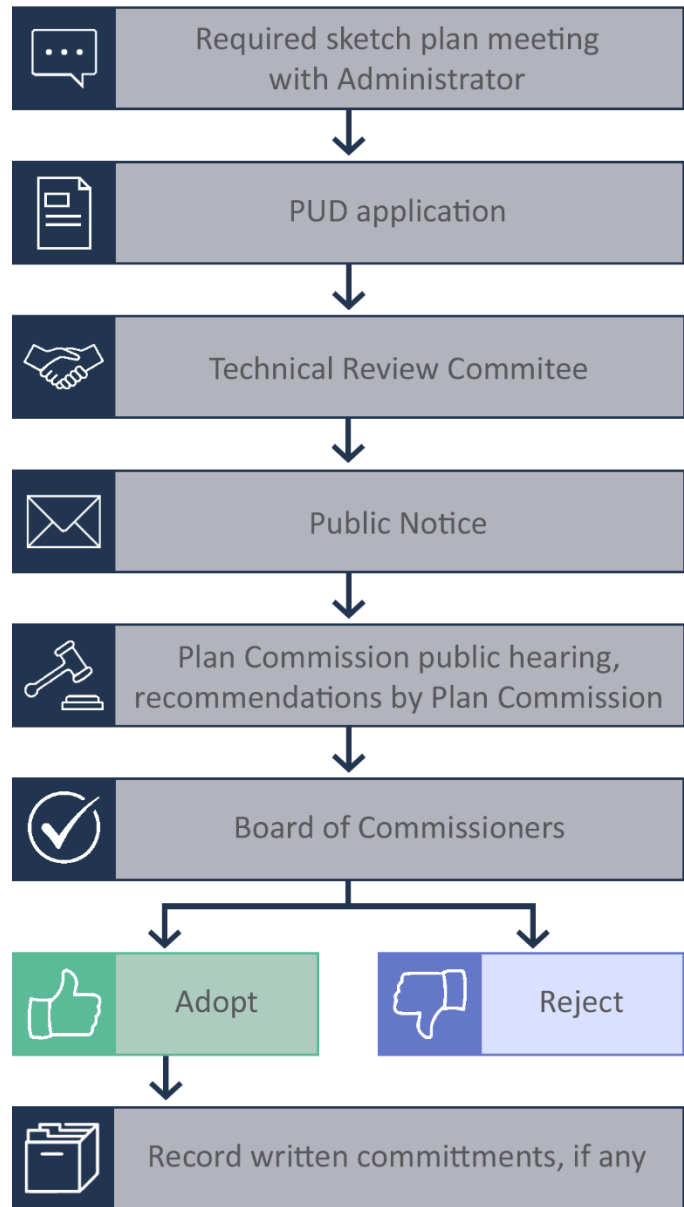 Required sketch plan meeting
with Administrator
PUD application
Technical Review Commitee
Public Notice
Plan Commission public hearing,
recommendations by Plan Commission
Board of Commissioners
Adopt
Reject
Record written committments, if any